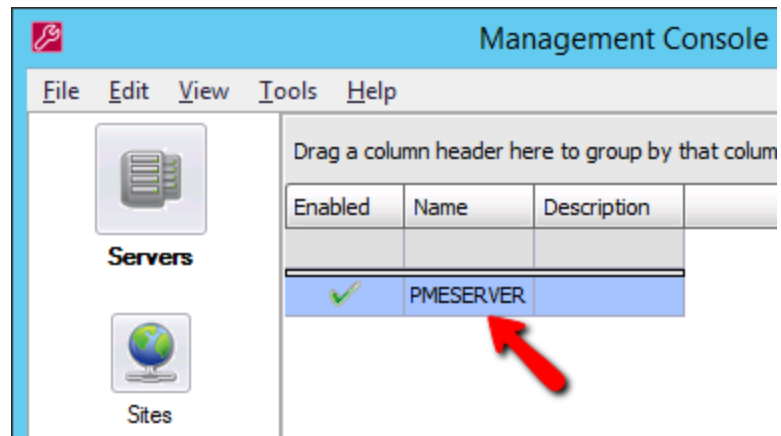 Management Console
File Edit View Tools Help
Drag a column header here to group by that colum
Enabled Name Description
Servers
PMESERVER
Sites